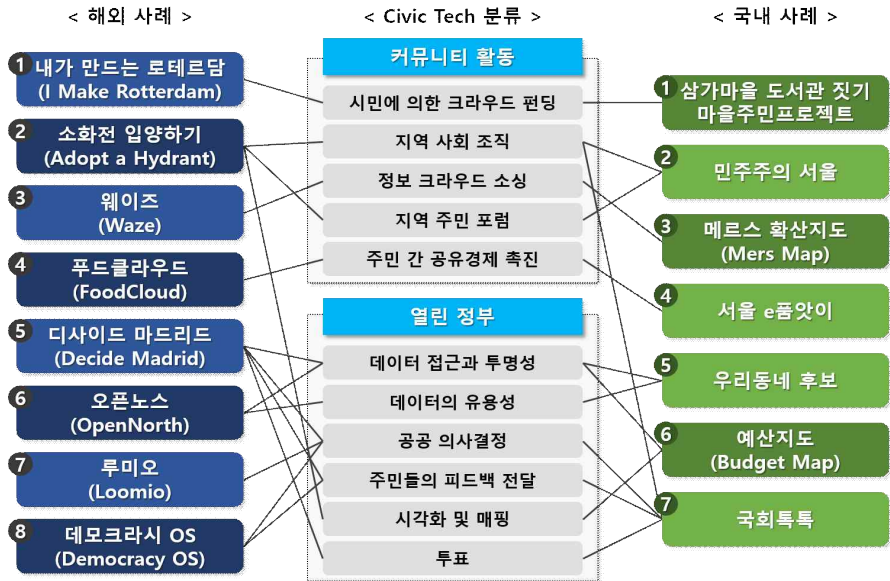 < 해외 사례 >
< Civic Tech 분류 >
< 국내 사례 >
1
내가 만드는 로테르담
(I Make Rotterdam)
2
소화전 입양하기
(Adopt a Hydrant)
3
웨이즈
(Waze)
4
푸드클라우드
(FoodCloud)
5
디사이드 마드리드
(Decide Madrid)
6
오픈노스
(OpenNorth)
7
루미오
(Loomio)
8
데모크라시 OS
(Democracy OS)
커뮤니티 활동
시민에 의한 크라우드 펀딩
지역 사회 조직
정보 크라우드 소싱
지역 주민 포럼
주민 간 공유경제 촉진
열린 정부
데이터 접근과 투명성
데이터의 유용성
공공 의사결정
주민들의 피드백 전달
시각화 및 매핑
투표
1
삼가마을 도서관 짓기
마을주민프로젝트
2
민주주의 서울
3
메르스 확산지도
(Mers Map)
4
서울 e품앗이
5
우리동네 후보
6
예산지도
(Budget Map)
7
국회톡톡